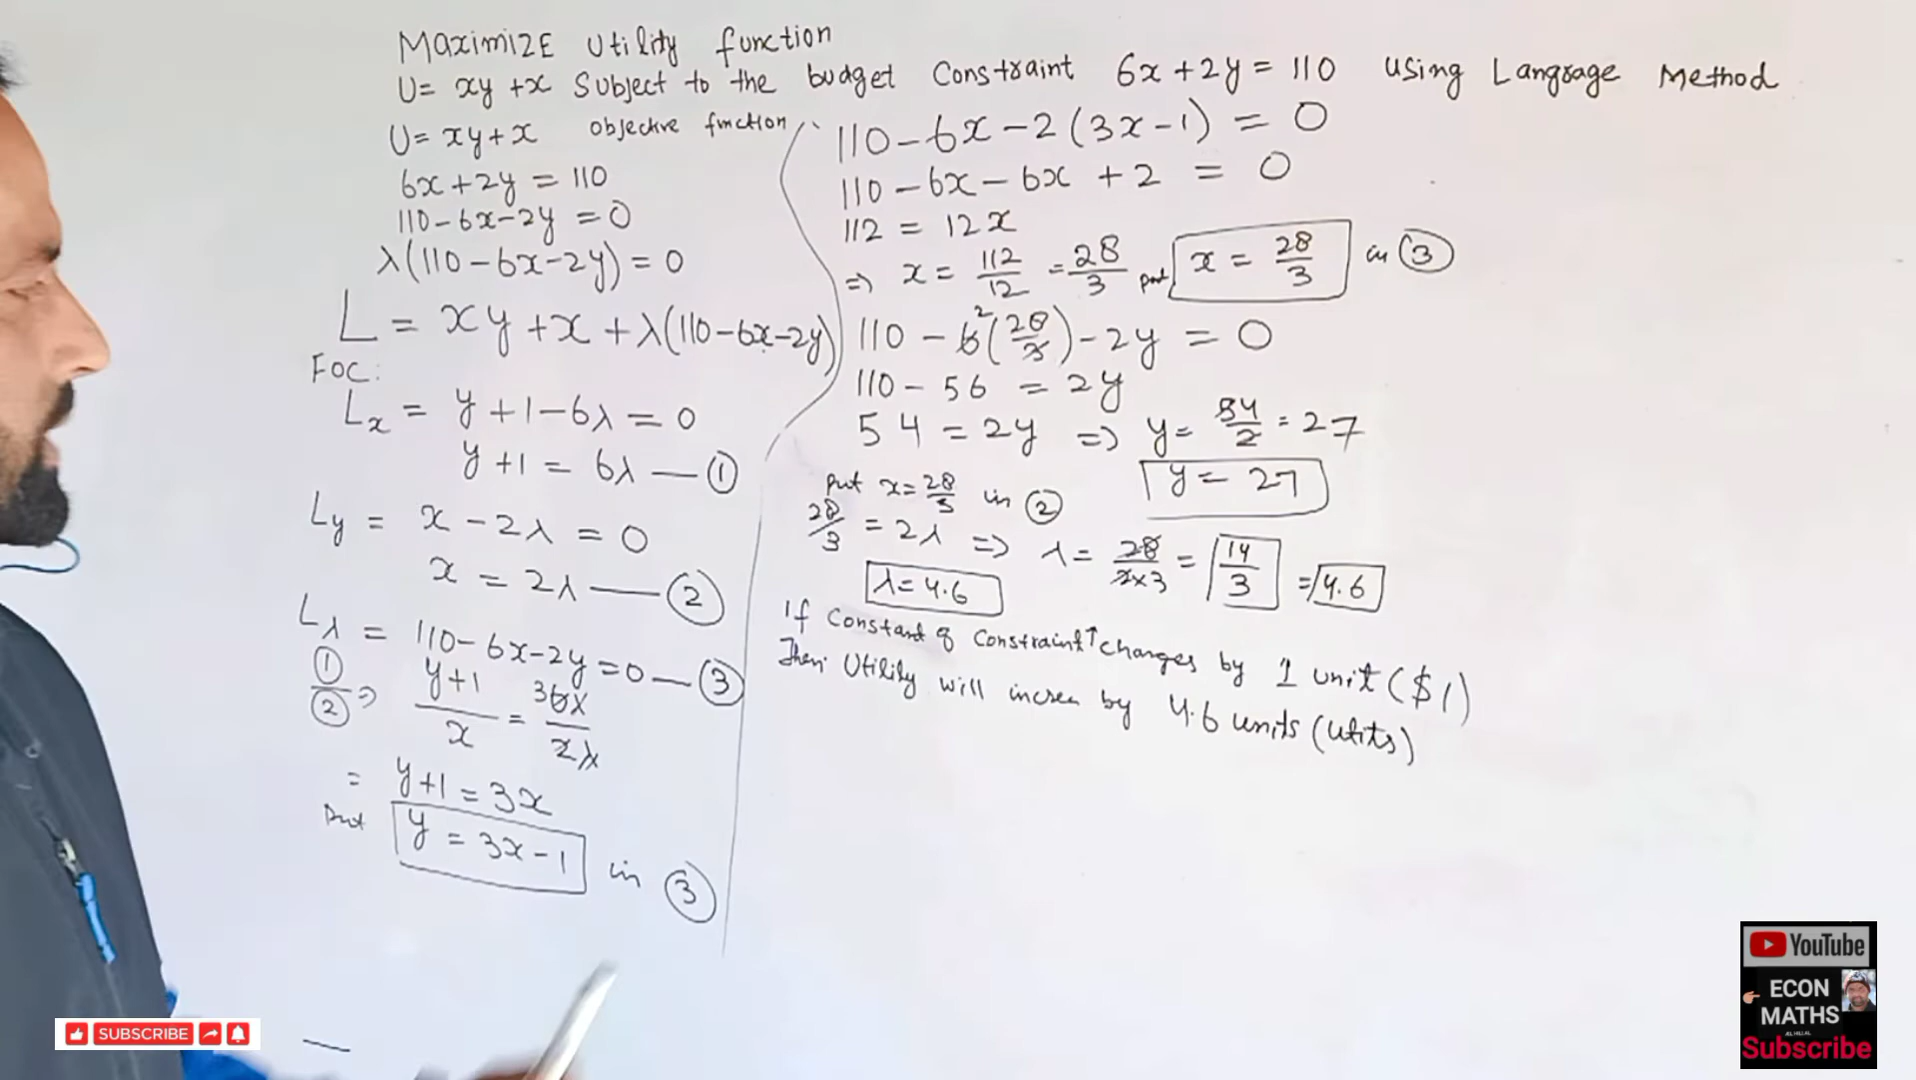 MaximizE Utility function
U= xy +x Subject to the budget Constraint 6x+2y = 110 using Langrage Method
U= xy+x objective function
6x+2y = 110
110-6x-2y = 0
λ(110-6x-2y) = 0
L = xy+x+λ(110-6x-2y)
FOC:
Lx = y+1-6λ = 0
y+1 = 6λ — ①
Ly = x-2λ = 0
x = 2λ — ②
Lλ = 110-6x-2y = 0 — ③
①/② => y+1/x = 3 6λ/2λ
= y+1 = 3x
Put y = 3x-1 in ③
110-6x-2(3x-1) = 0
110-6x-6x+2 = 0
112 = 12x
=> x = 112/12 = 28/3 put x = 28/3 in ③
110 - 6²(28/3) - 2y = 0
110 - 56 = 2y
54 = 2y => y = 54/2 = 27
y = 27
put x = 28/3 in ②
28/3 = 2λ => λ = 28/2×3 = 14/3 = 4.6
λ = 4.6
If Constant of Constraint↑ changes by 1 unit ($1)
Then Utility will increa by 4.6 units (utits)
SUBSCRIBE
YouTube
ECON
MATHS
Subscribe